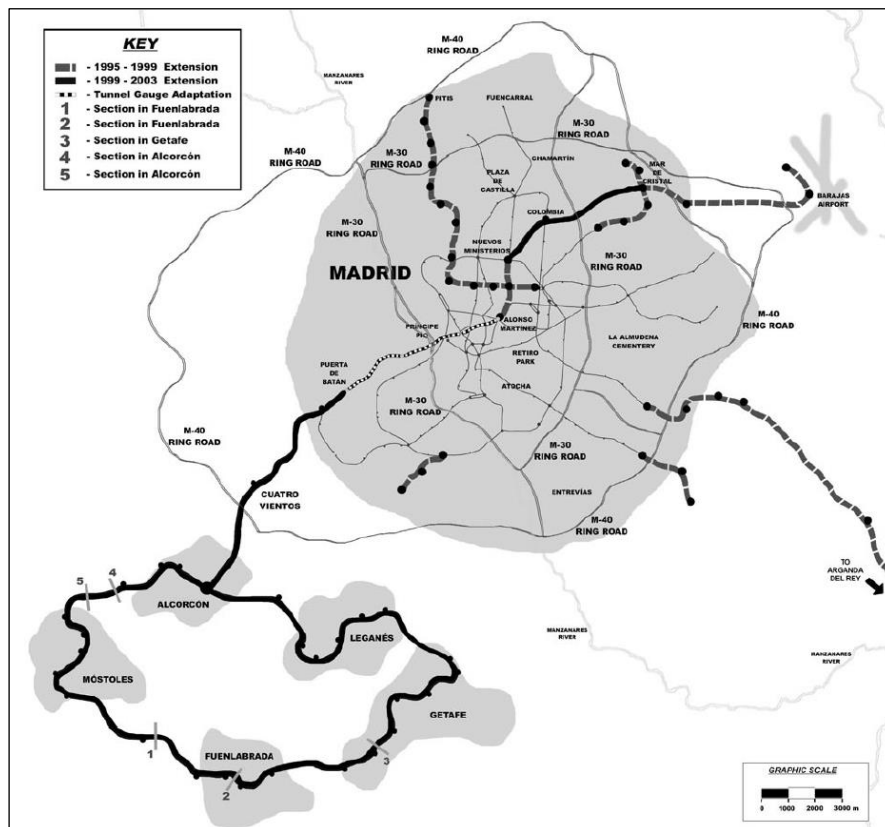 KEY
- 1995 - 1999 Extension
- 1999 - 2003 Extension
- Tunnel Gauge Adaptation
1 - Section in Fuenlabrada
2 - Section in Fuenlabrada
3 - Section in Getafe
4 - Section in Alcorcón
5 - Section in Alcorcón
M-40
RING ROAD
MANZANARES
RIVER
PITIS
FUENCARRAL
M-40
RING ROAD
M-30
RING ROAD
M-30
RING ROAD
CHAMARTÍN
PLAZA
DE
CASTILLA
MAR
DE
CRISTAL
BARAJAS
AIRPORT
M-30
RING ROAD
COLOMBIA
NUEVOS
MINISTERIOS
M-30
RING ROAD
MADRID
ALONSO
MARTINEZ
PRINCIPE
PÍO
M-40
RING ROAD
LA ALMUDENA
CEMENTERY
RETIRO
PARK
PUERTA
DE
BATÁN
ATOCHA
M-30
RING ROAD
M-40
RING ROAD
M-30
RING ROAD
CUATRO
VIENTOS
ENTREVÍAS
M-40
RING ROAD
TO
ARGANDA
DEL REY
5
4
ALCORCÓN
LEGANÉS
MANZANARES
RIVER
MANZANARES
RIVER
MÓSTOLES
GETAFE
1
FUENLABRADA
3
2
GRAPHIC SCALE
0 1000 2000 3000 m